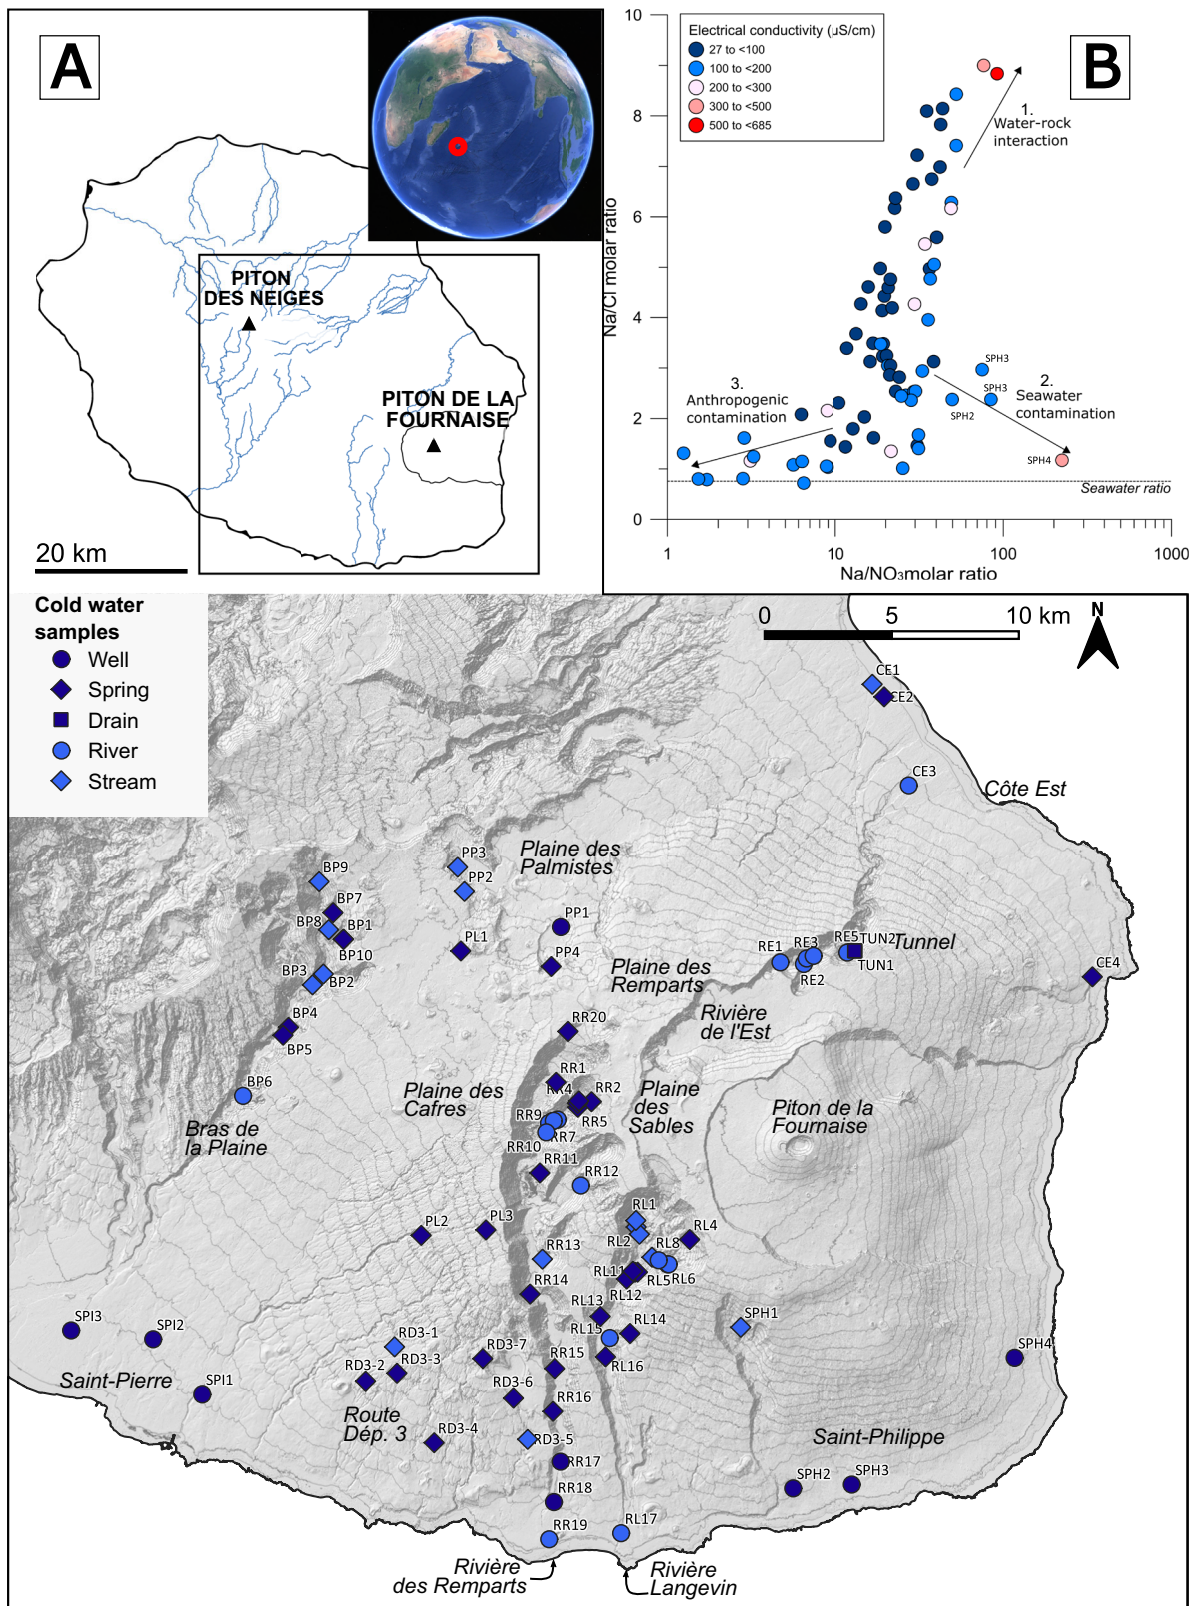 A
PITON
DES NEIGES
PITON DE LA
FOURNAISE
20 km
B
Electrical conductivity (µS/cm)
27 to <100
100 to <200
200 to <300
300 to <500
500 to <685
10
8
6
4
2
0
Na/Cl molar ratio
1.
Water-rock
interaction
SPH3
SPH3
SPH2
2.
Seawater
contamination
SPH4
3.
Anthropogenic
contamination
Seawater ratio
1
10
100
1000
Na/NO3molar ratio
Cold water
samples
Well
Spring
Drain
River
Stream
0
5
10 km
N
CE1
CE2
CE3
Côte Est
PP3
PP2
Plaine des
Palmistes
BP9
BP7
BP8
BP1
BP10
PP1
PL1
PP4
BP3
BP2
RE1
RE3
RE2
RE5
TUN2
TUN1
Tunnel
CE4
Plaine des
Remparts
Rivière
de l'Est
BP4
BP5
RR20
BP6
Bras de
la Plaine
Plaine des
Cafres
RR1
RR4
RR2
RR5
RR9
RR7
RR10
Plaine
des
Sables
Piton de la
Fournaise
RR11
RR12
PL2
PL3
RL1
RL2
RL4
RL8
RR13
RL11
RL5
RL6
RL12
RR14
RL13
RL14
RL15
RL16
SPH1
SPH4
SPI3
SPI2
SPI1
Saint-Pierre
RD3-1
RD3-2
RD3-3
RD3-7
RD3-6
RR15
RR16
Route
Dép. 3
RD3-4
RD3-5
RR17
RR18
RR19
RL17
Saint-Philippe
SPH2
SPH3
Rivière
des Remparts
Rivière
Langevin